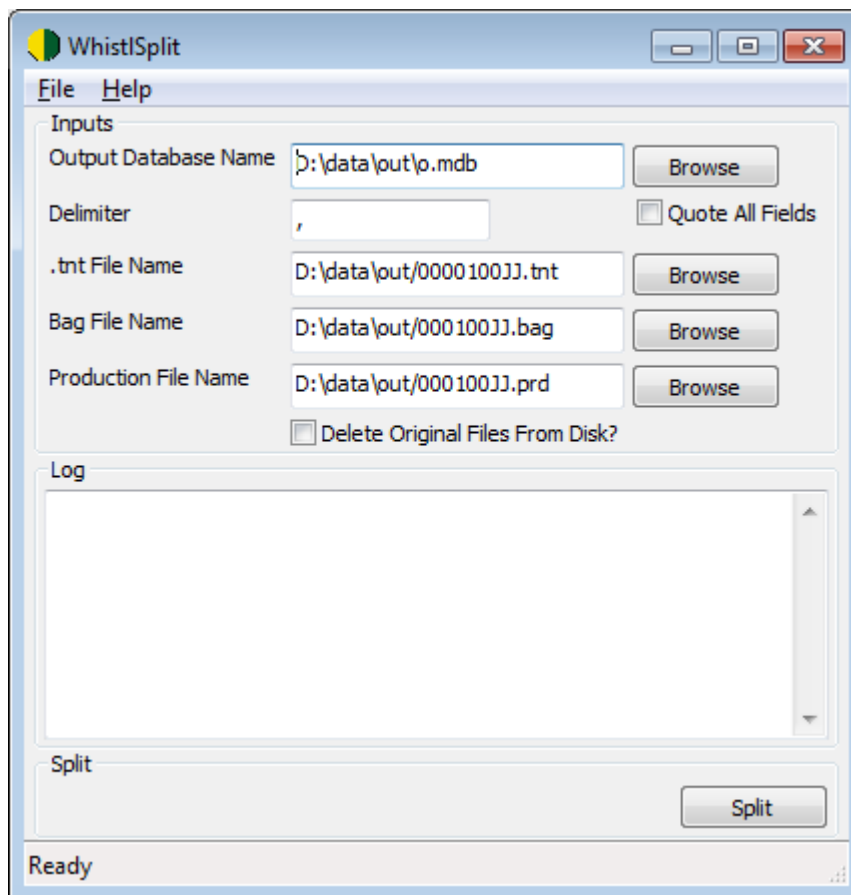 WhistlSplit
File Help
Inputs
Output Database Name D:\data\out\o.mdb Browse
Delimiter , Quote All Fields
.tnt File Name D:\data\out/0000100JJ.tnt Browse
Bag File Name D:\data\out/000100JJ.bag Browse
Production File Name D:\data\out/000100JJ.prd Browse
Delete Original Files From Disk?
Log
Split
Split
Ready